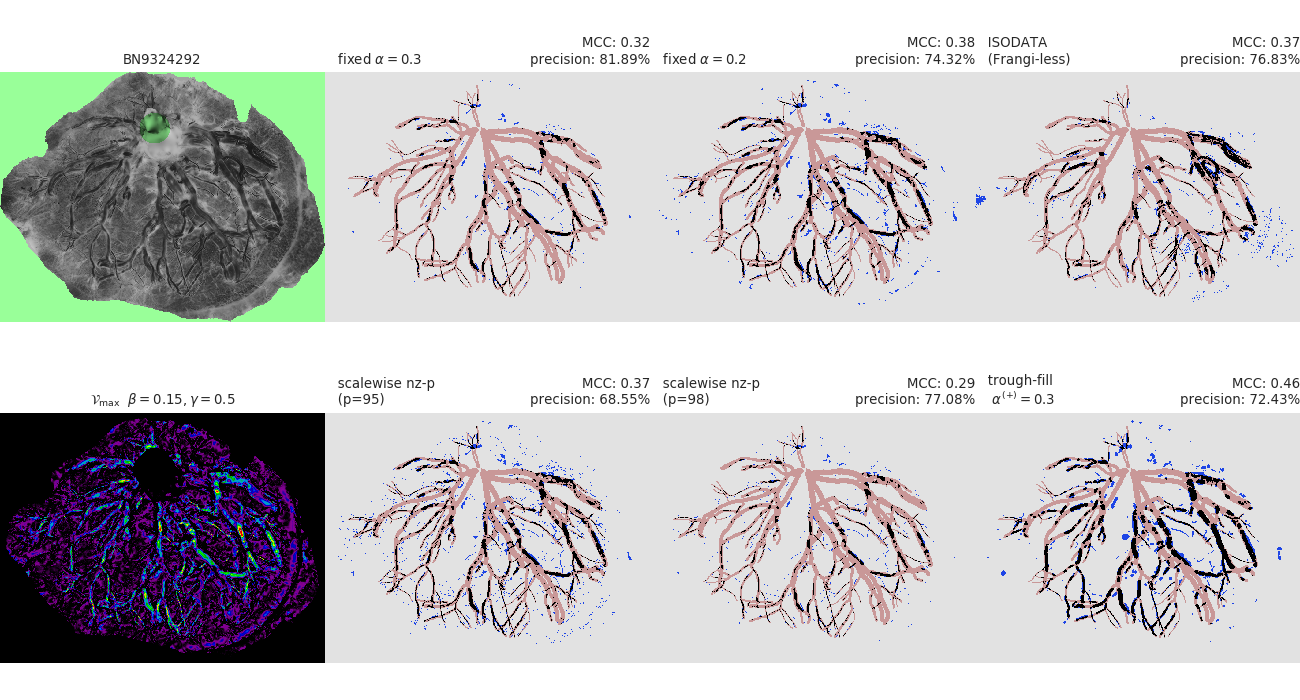 BN9324292
fixed α = 0.3
MCC: 0.32
precision: 81.89%
fixed α = 0.2
MCC: 0.38
precision: 74.32%
ISODATA
(Frangi-less)
MCC: 0.37
precision: 76.83%
𝒱max β = 0.15, γ = 0.5
scalewise nz-p
(p=95)
MCC: 0.37
precision: 68.55%
scalewise nz-p
(p=98)
MCC: 0.29
precision: 77.08%
trough-fill
α(+) = 0.3
MCC: 0.46
precision: 72.43%